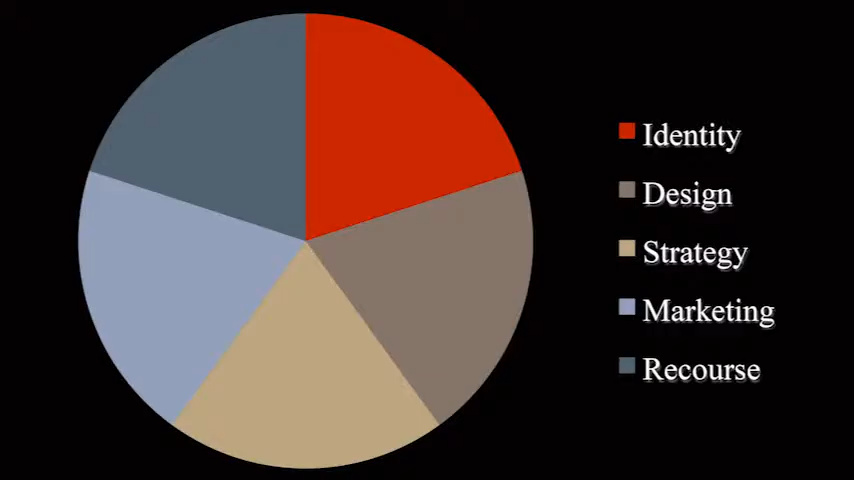 Identity
Design
Strategy
Marketing
Recourse